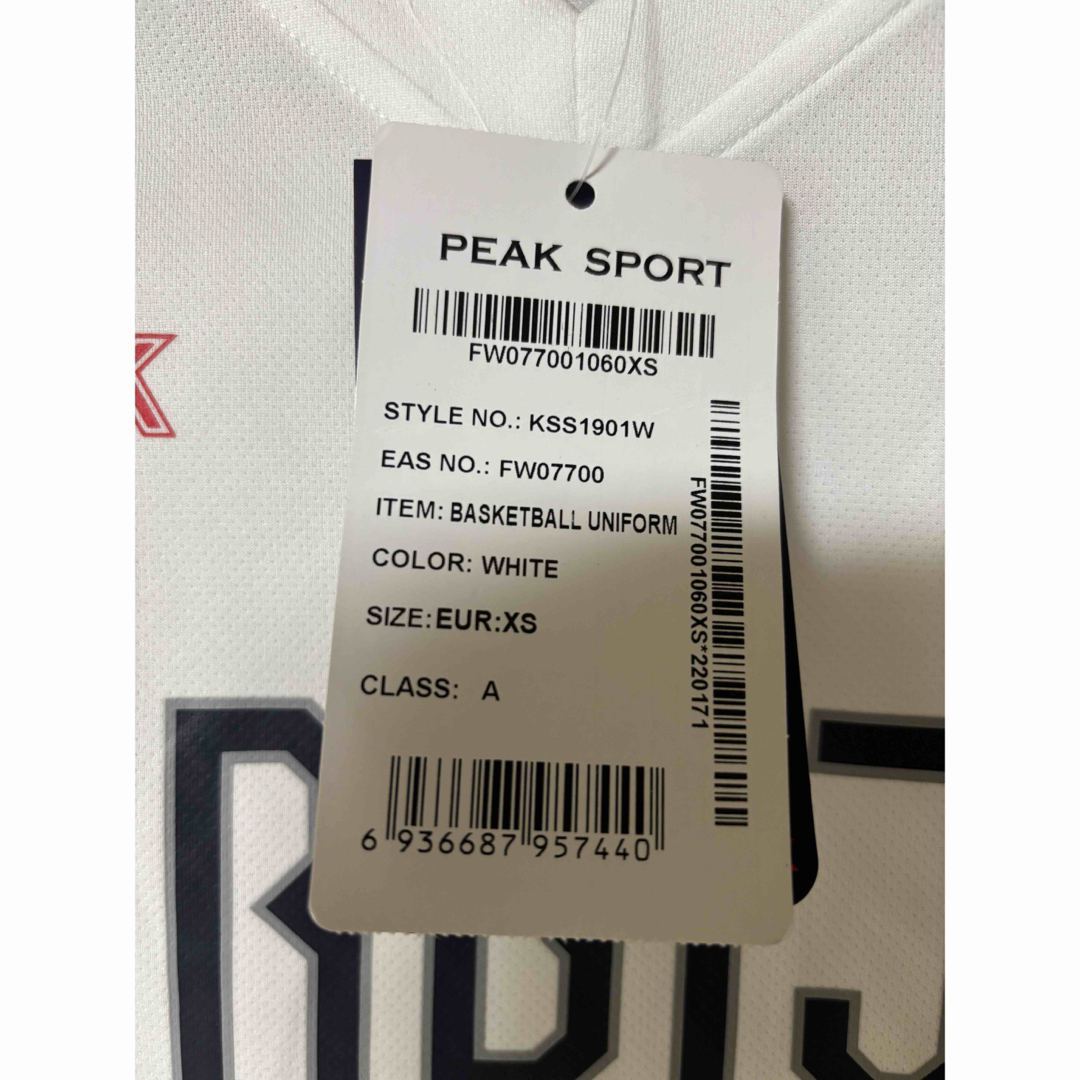 PEAK SPORT
FW077001060XS
STYLE NO.: KSS1901W
EAS NO.: FW07700
ITEM: BASKETBALL UNIFORM
COLOR: WHITE
SIZE:EUR:XS
CLASS: A
FW077001060XS*220171
6 936687 957440